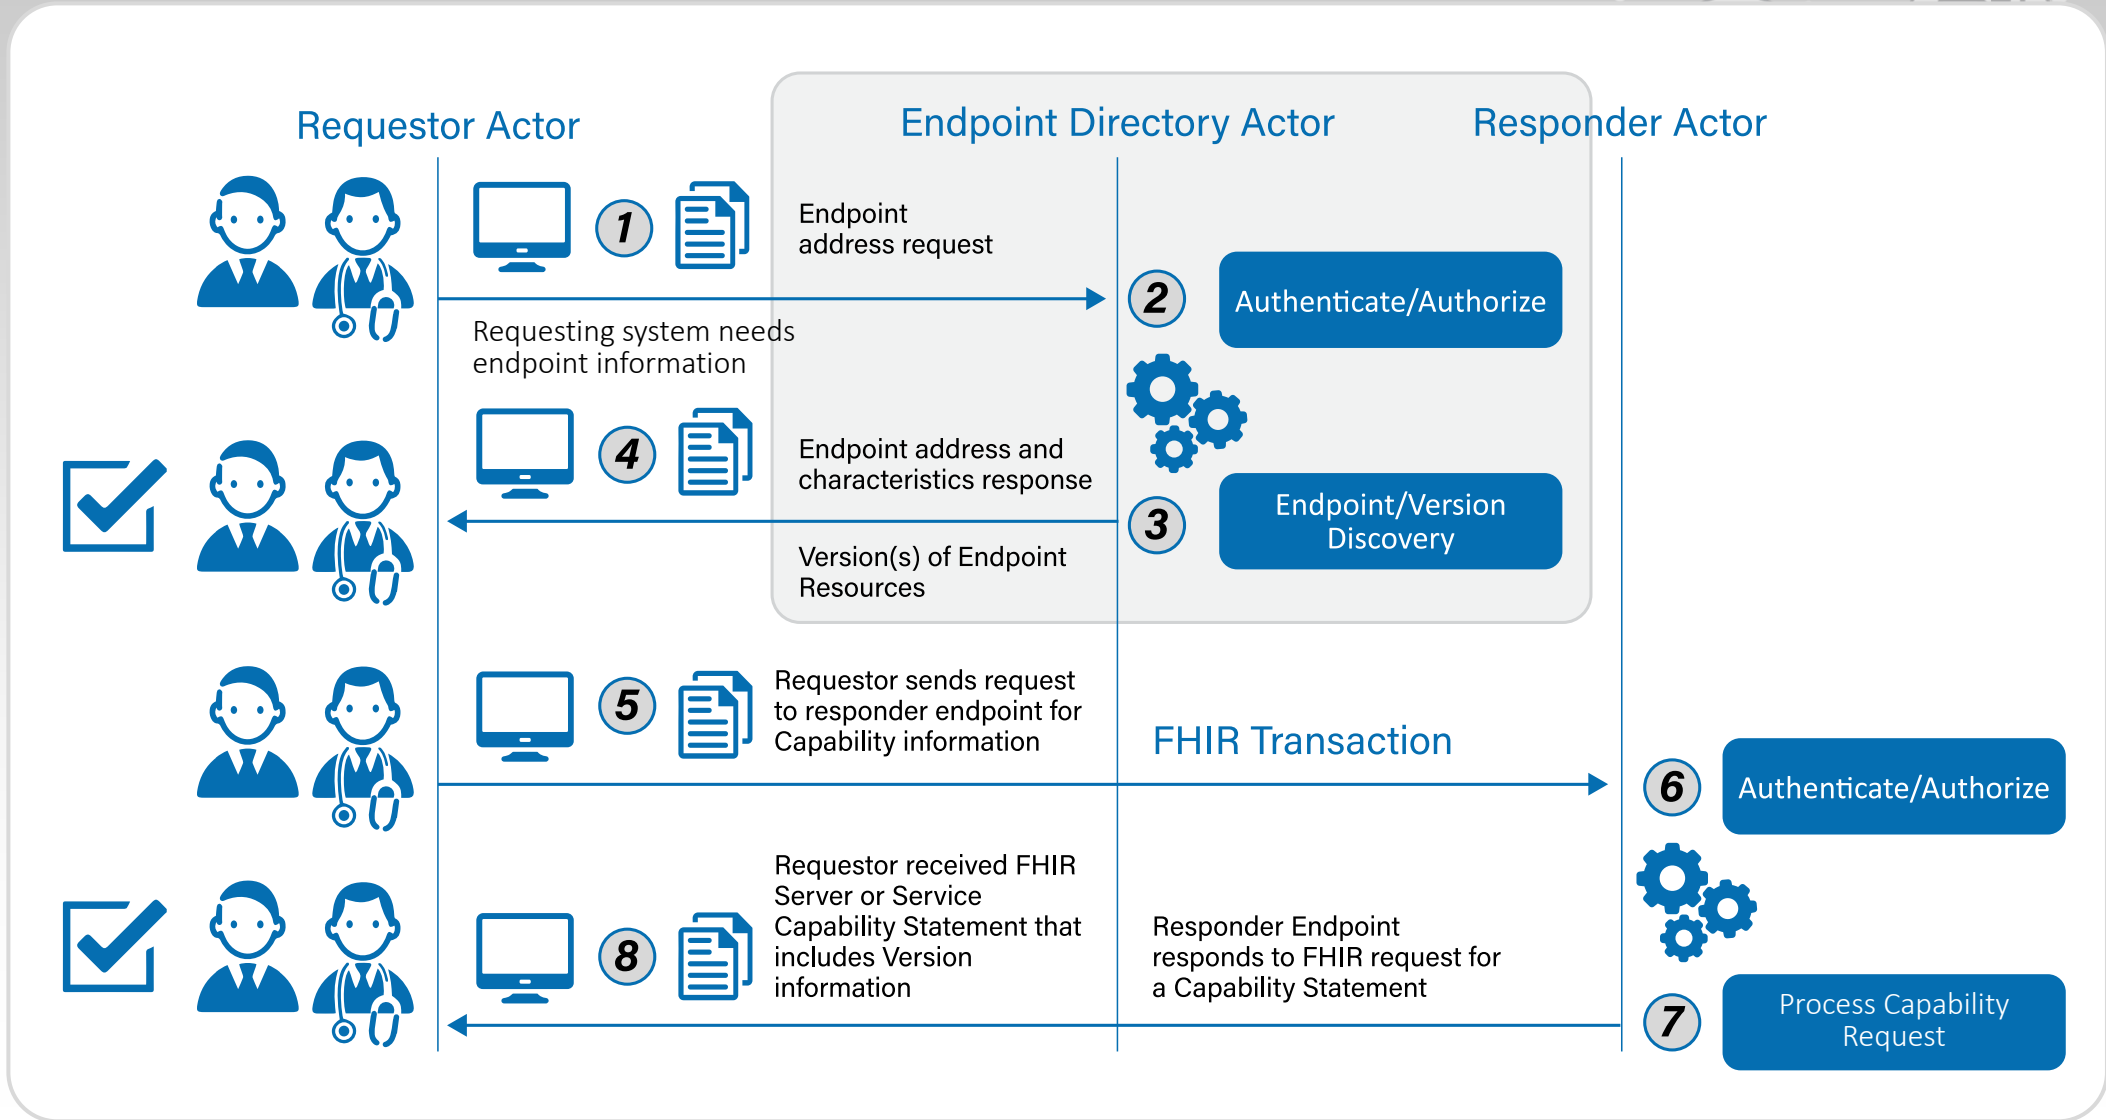 Requestor Actor
Endpoint Directory Actor
Responder Actor
1
Endpoint
address request
2
Authenticate/Authorize
Requesting system needs
endpoint information
4
Endpoint address and
characteristics response
3
Endpoint/Version
Discovery
Version(s) of Endpoint
Resources
5
Requestor sends request
to responder endpoint for
Capability information
FHIR Transaction
6
Authenticate/Authorize
8
Requestor received FHIR
Server or Service
Capability Statement that
includes Version
information
Responder Endpoint
responds to FHIR request for
a Capability Statement
7
Process Capability
Request